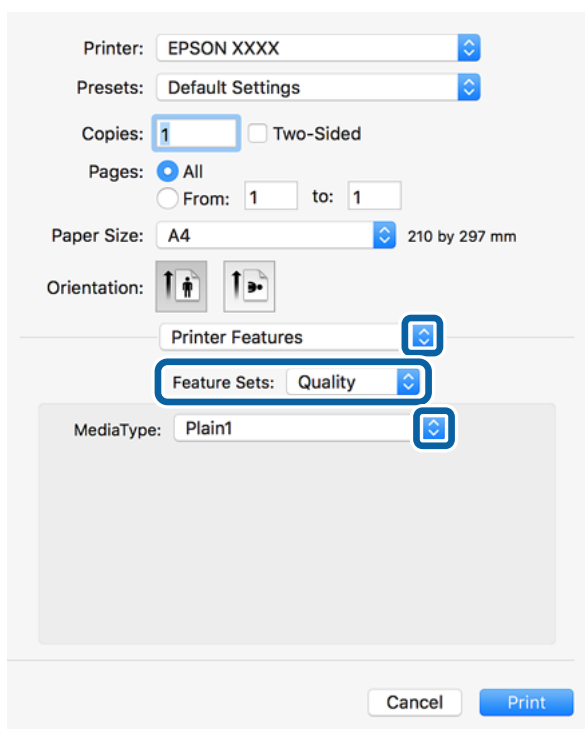 Printer: EPSON XXXX
Presets: Default Settings
Copies: 1 Two-Sided
Pages: All
From: 1 to: 1
Paper Size: A4 210 by 297 mm
Orientation:
Printer Features
Feature Sets: Quality
MediaType: Plain1
Cancel Print